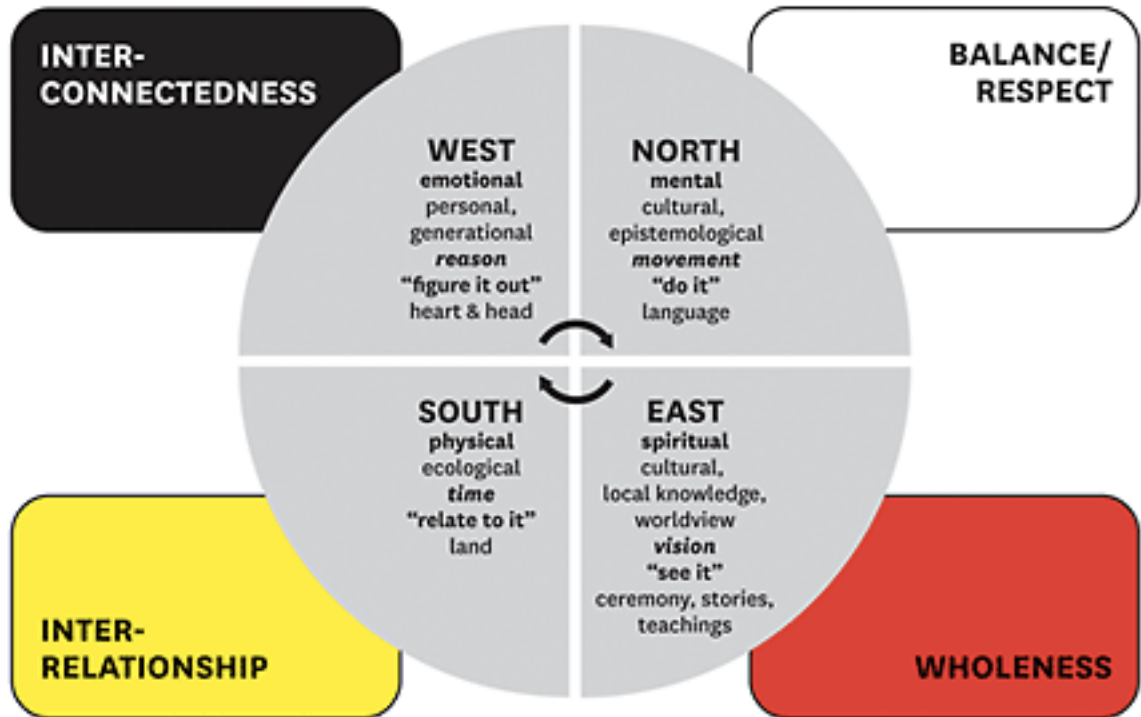 INTER-
CONNECTEDNESS
BALANCE/
RESPECT
WEST
emotional
personal,
generational
reason
“figure it out”
heart & head
NORTH
mental
cultural,
epistemological
movement
“do it”
language
SOUTH
physical
ecological
time
“relate to it”
land
EAST
spiritual
cultural,
local knowledge,
worldview
vision
“see it”
ceremony, stories,
teachings
INTER-
RELATIONSHIP
WHOLENESS